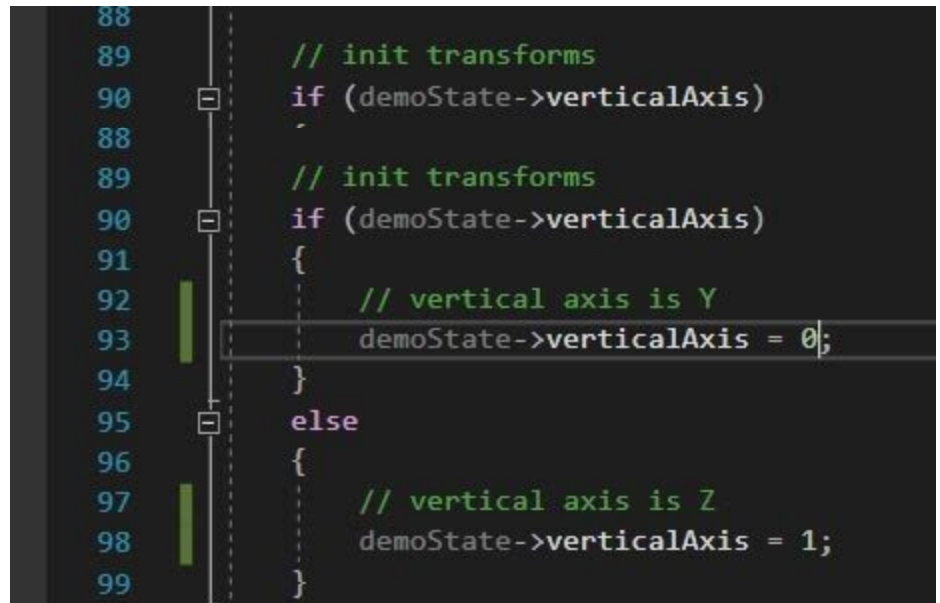 88
89 // init transforms
90 if (demoState->verticalAxis)
88
89 // init transforms
90 if (demoState->verticalAxis)
91 {
92 // vertical axis is Y
93 demoState->verticalAxis = 0;
94 }
95 else
96 {
97 // vertical axis is Z
98 demoState->verticalAxis = 1;
99 }